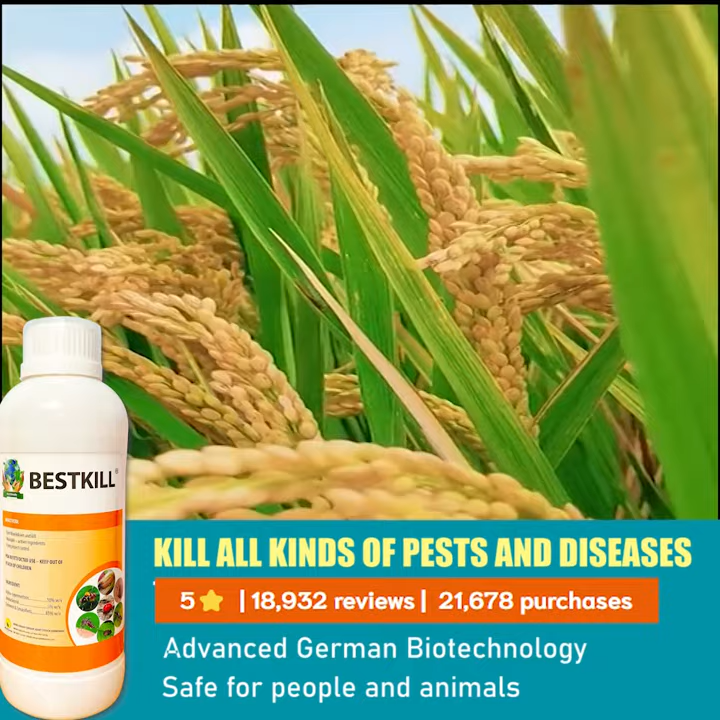 BESTKILL®
KILL ALL KINDS OF PESTS AND DISEASES
5⭐ | 18,932 reviews | 21,678 purchases
Advanced German Biotechnology
Safe for people and animals